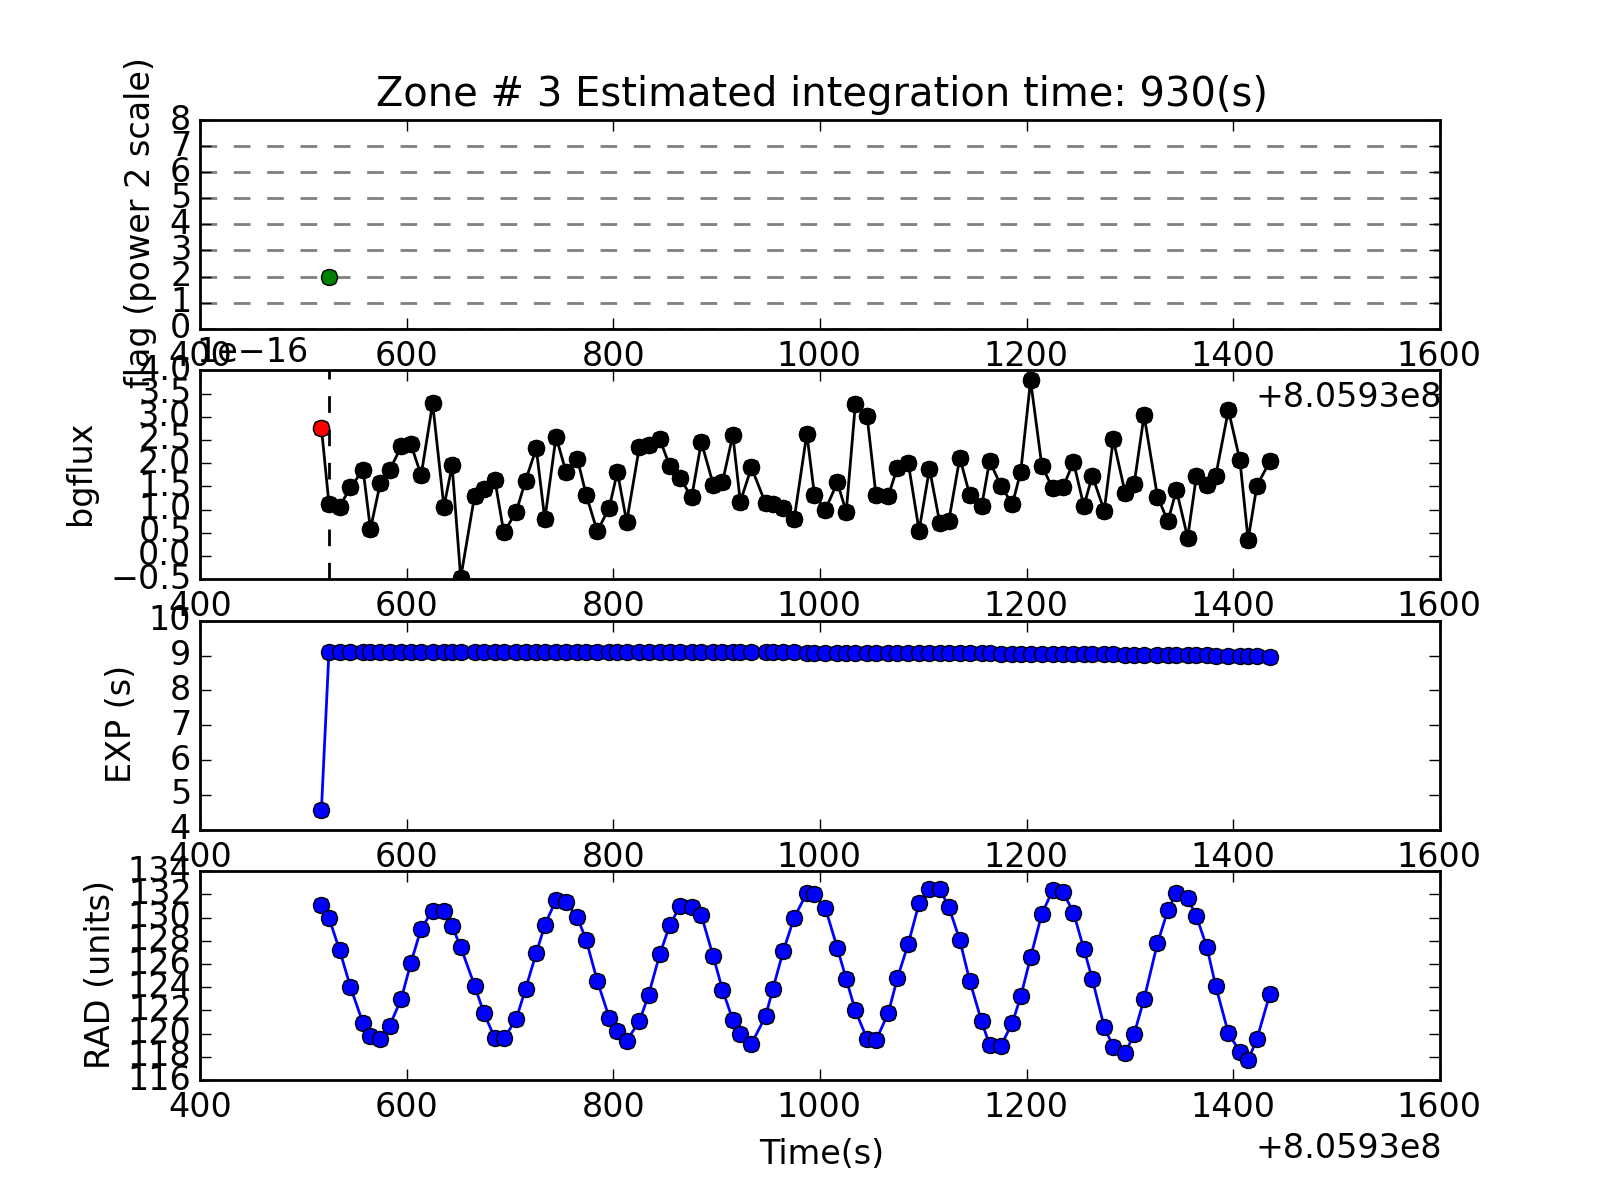 Zone # 3 Estimated integration time: 930(s)
flag (power 2 scale)
8
7
6
5
4
3
2
1
0
400 600 800 1000 1200 1400 1600
1e−16
+8.0593e8
bgflux
4.0
3.5
3.0
2.5
2.0
1.5
1.0
0.5
0.0
−0.5
400 600 800 1000 1200 1400 1600
EXP (s)
10
9
8
7
6
5
4
400 600 800 1000 1200 1400 1600
RAD (units)
134
132
130
128
126
124
122
120
118
116
400 600 800 1000 1200 1400 1600
Time(s)
+8.0593e8